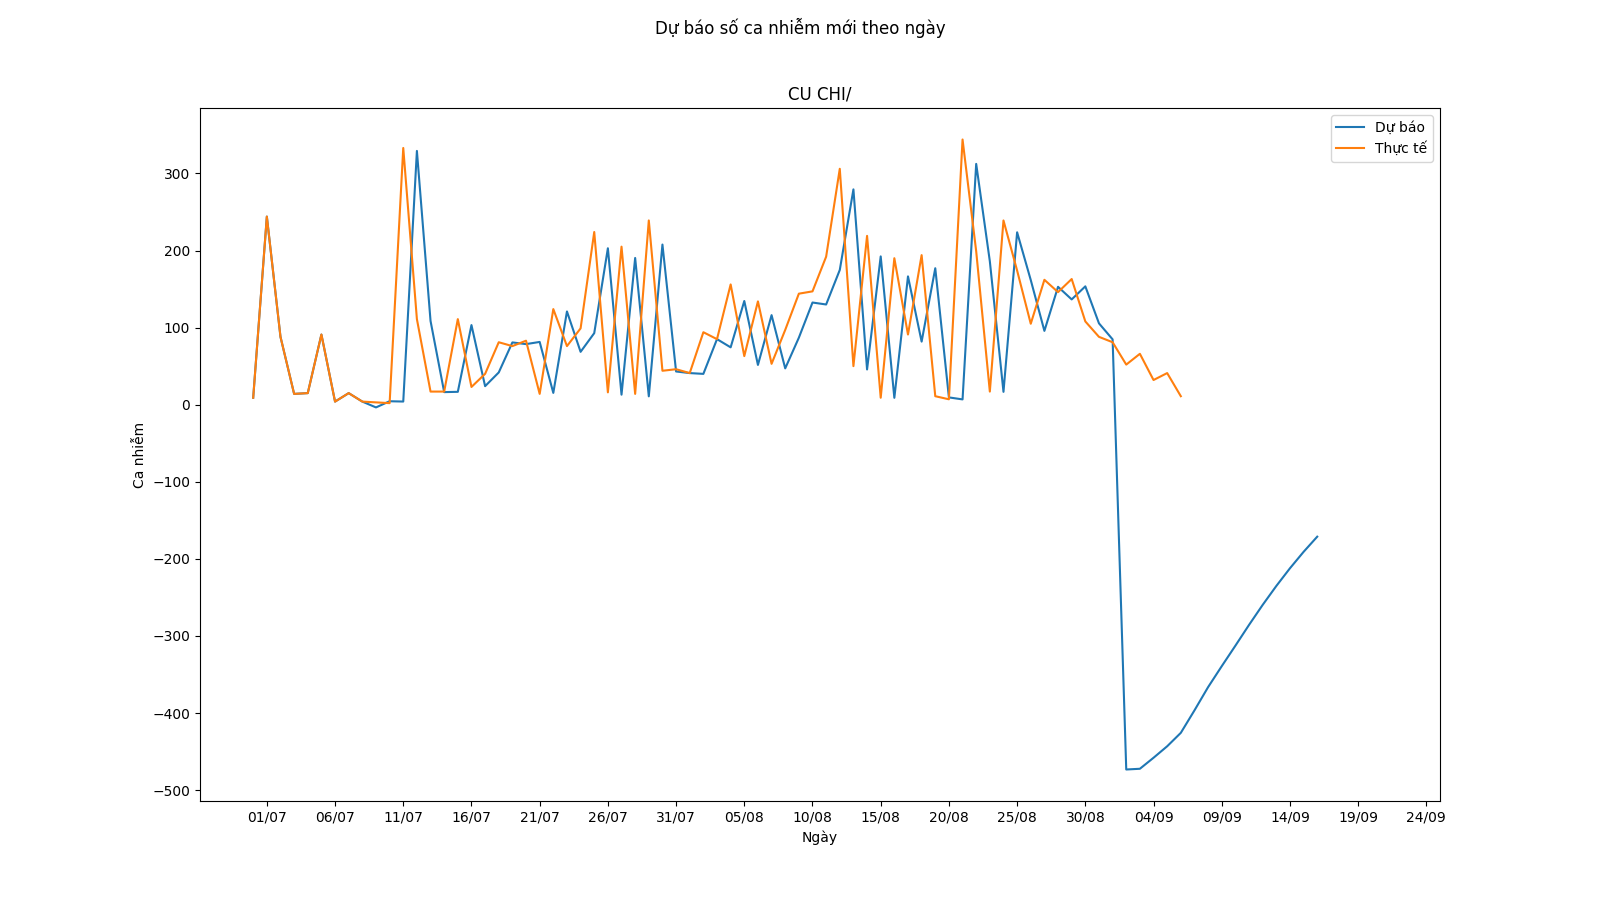 Dự báo số ca nhiễm mới theo ngày
CU CHI/
Dự báo
Thực tế
300
200
100
0
−100
−200
−300
−400
−500
Ca nhiễm
01/07 06/07 11/07 16/07 21/07 26/07 31/07 05/08 10/08 15/08 20/08 25/08 30/08 04/09 09/09 14/09 19/09 24/09
Ngày